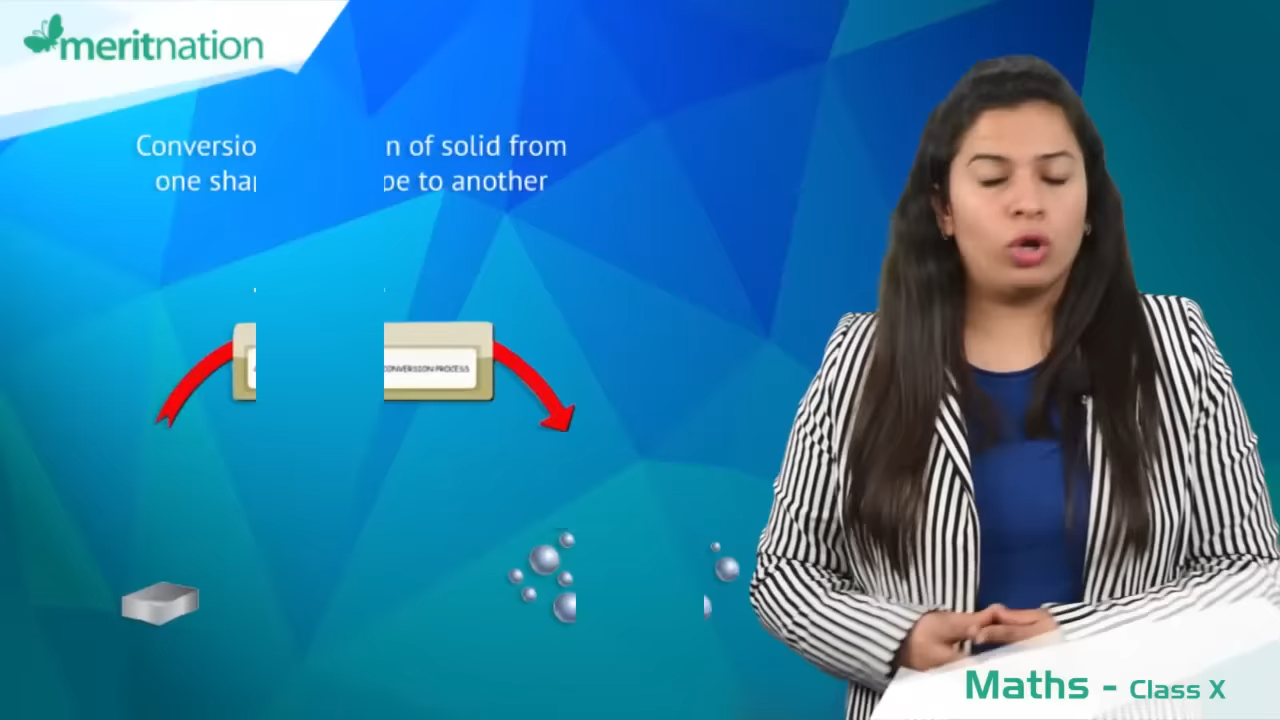 meritnation
Conversio n of solid from
one sha pe to another
CONVERSION PROCESS
Maths - Class X